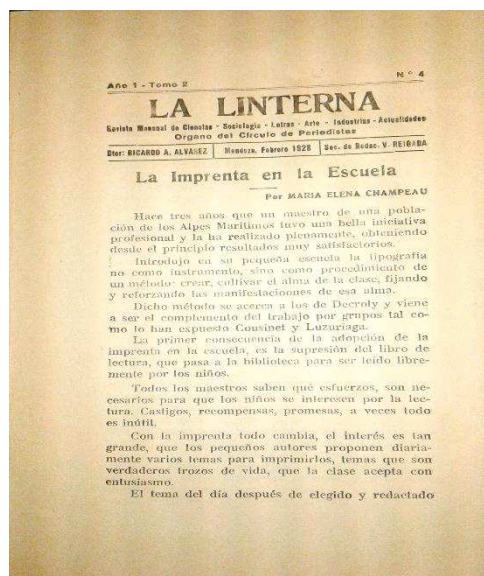 Año 1 - Tomo 2
N° 4
LA LINTERNA
Revista Mensual de Ciencias - Sociología - Letras - Arte - Industrias - Actualidades
Organo del Círculo de Periodistas
Dtor: RICARDO A. ALVAREZ
Mendoza, Febrero 1928
Sec. de Redac. V. REIGADA
La Imprenta en la Escuela
Por MARIA ELENA CHAMPEAU
Hace tres años que un maestro de una pobla-
ción de los Alpes Marítimos tuvo una bella iniciativa
profesional y la ha realizado plenamente, obteniendo
desde el principio resultados muy satisfactorios.
Introdujo en su pequeña escuela la tipografía
no como instrumento, sino como procedimiento de
un método: crear, cultivar el alma de la clase, fijando
y reforzando las manifestaciones de esa alma.
Dicho método se acerca a los de Decroly y viene
a ser el complemento del trabajo por grupos tal co-
mo lo han expuesto Cousinet y Luzuriaga.
La primer consecuencia de la adopción de la
imprenta en la escuela, es la supresión del libro de
lectura, que pasa a la biblioteca para ser leído libre-
mente por los niños.
Todos los maestros saben qué esfuerzos, son ne-
cesarios para que los niños se interesen por la lec-
tura. Castigos, recompensas, promesas, a veces todo
es inútil.
Con la imprenta todo cambia, el interés es tan
grande, que los pequeños autores proponen diaria-
mente varios temas para imprimirlos, temas que son
verdaderos trozos de vida, que la clase acepta con
entusiasmo.
El tema del día después de elegido y redactado